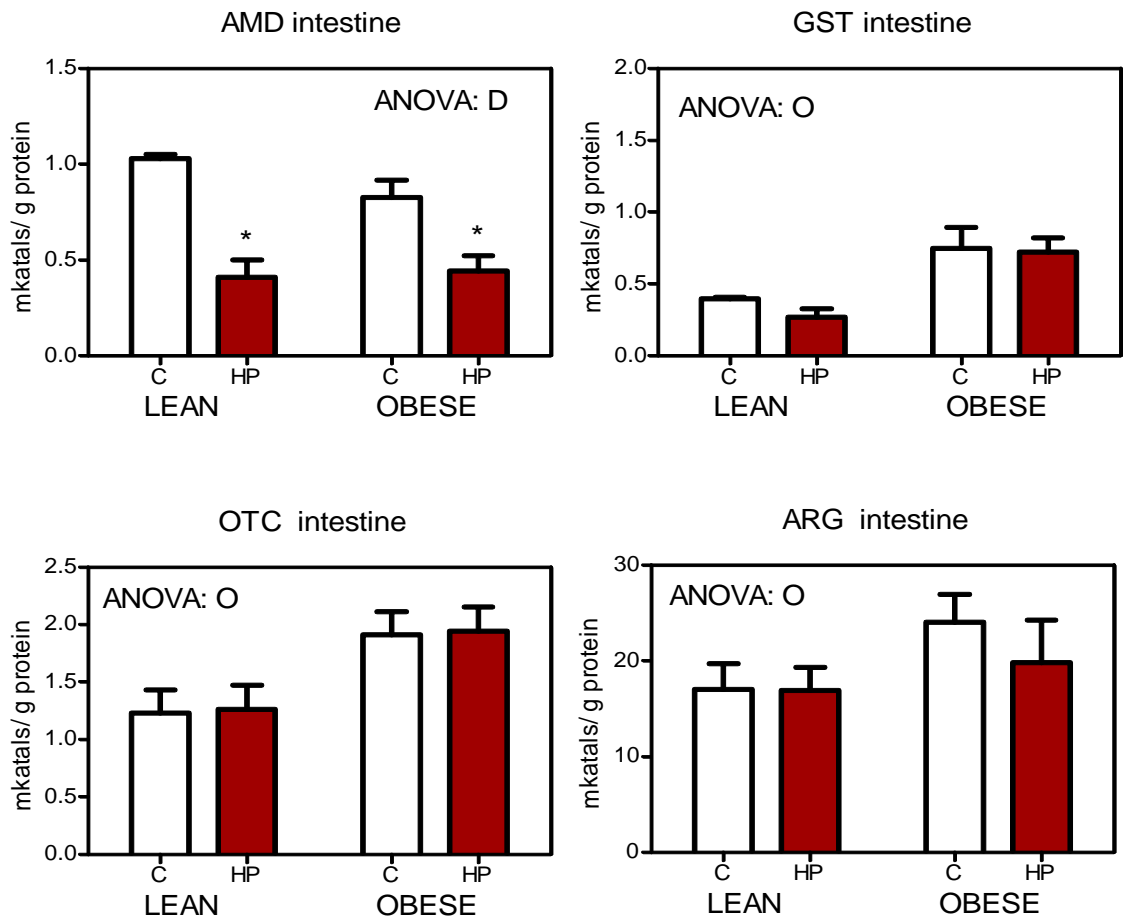 AMD intestine
mkatals/ g protein
1.5
1.0
0.5
0.0
ANOVA: D
*
*
C
HP
C
HP
LEAN
OBESE
GST intestine
mkatals/ g protein
2.0
1.5
1.0
0.5
0.0
ANOVA: O
C
HP
C
HP
LEAN
OBESE
OTC intestine
mkatals/ g protein
2.5
2.0
1.5
1.0
0.5
0.0
ANOVA: O
C
HP
C
HP
LEAN
OBESE
ARG intestine
mkatals/ g protein
30
20
10
0
ANOVA: O
C
HP
C
HP
LEAN
OBESE